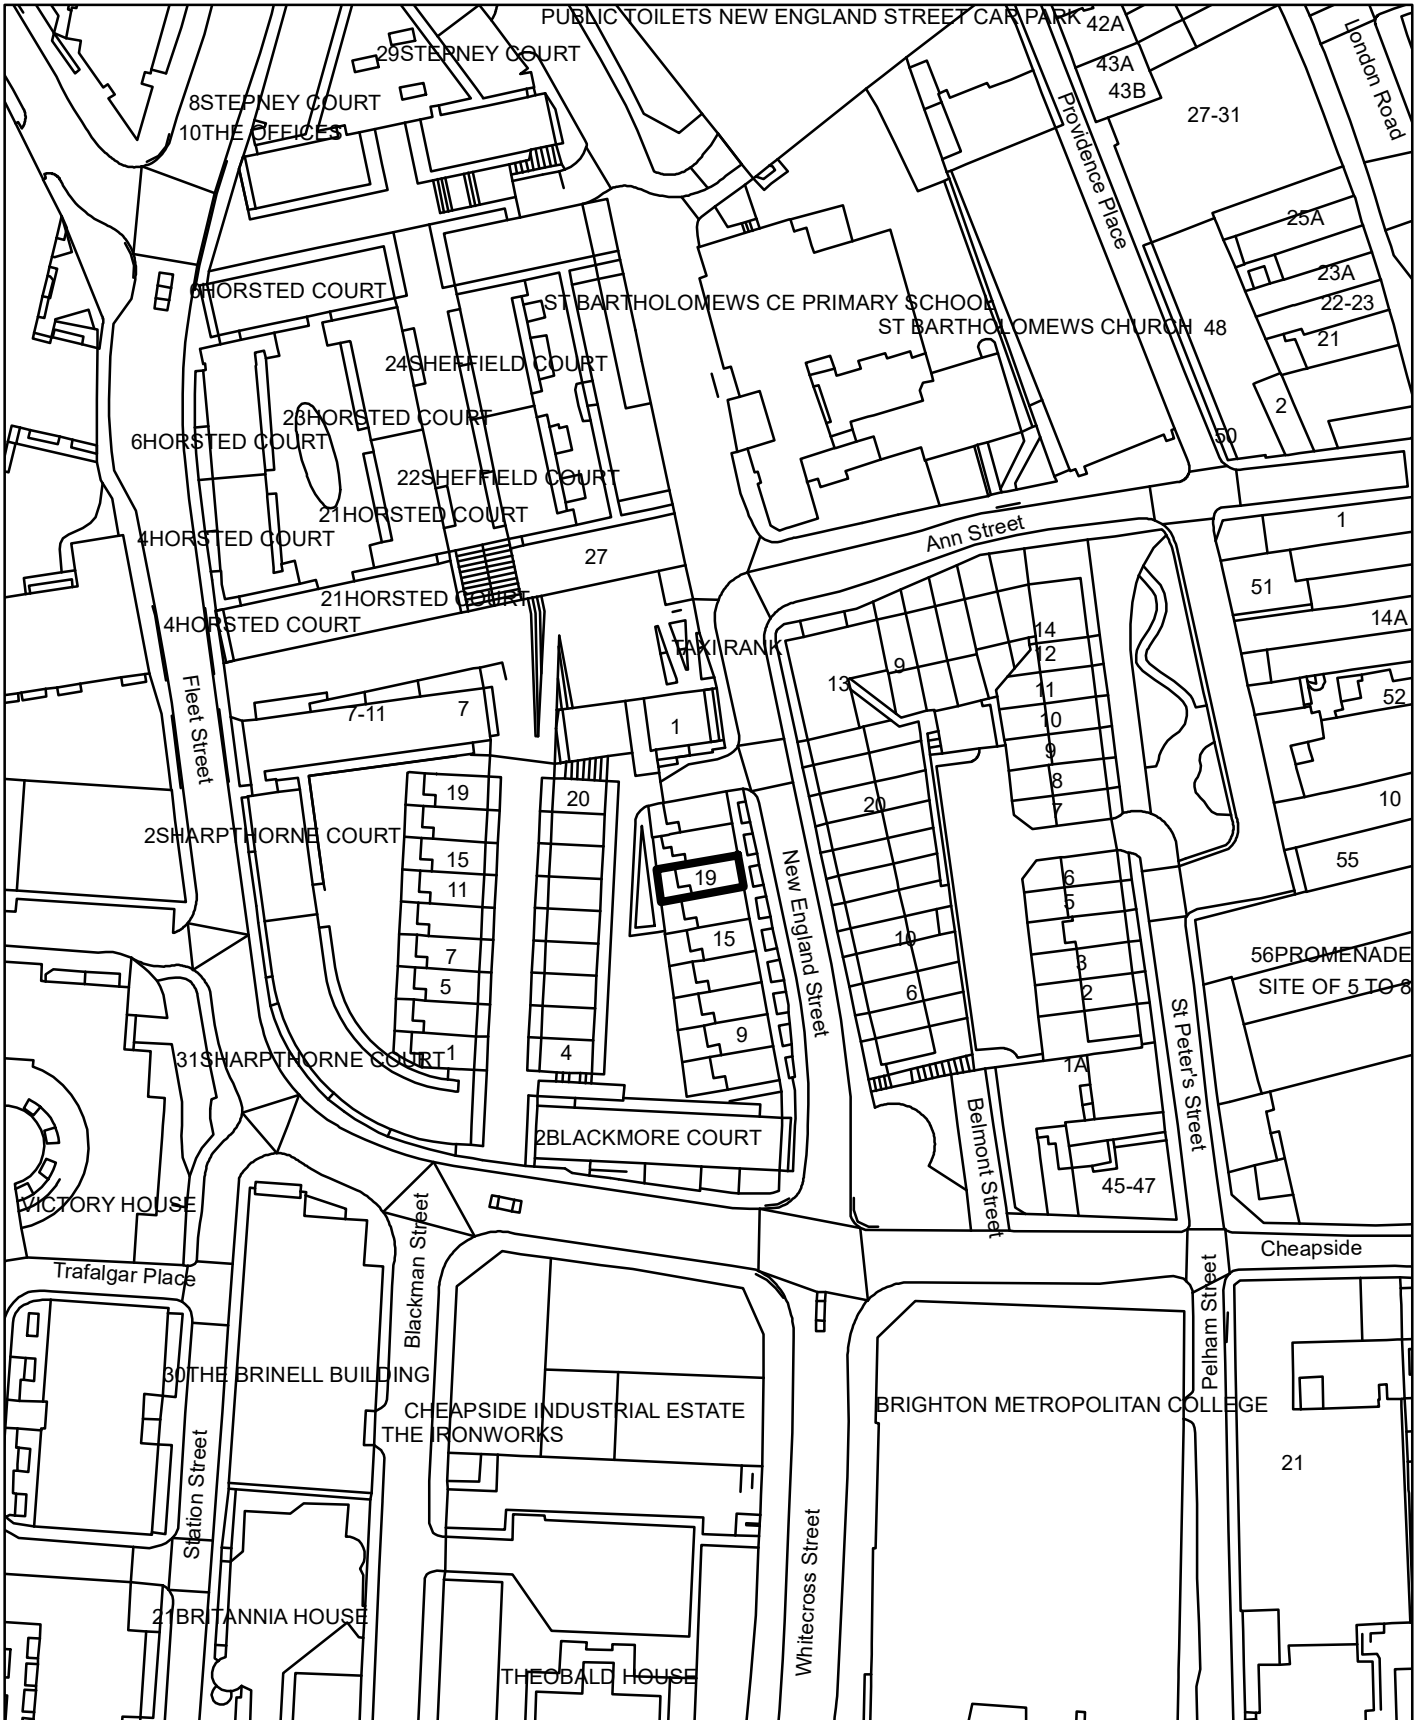 PUBLIC TOILETS NEW ENGLAND STREET CAR PARK
42A
London Road
29STEPNEY COURT
43A
43B
8STEPNEY COURT
10THE OFFICES
27-31
Providence Place
25A
23A
6HORSTED COURT
ST BARTHOLOMEWS CE PRIMARY SCHOOL
22-23
ST BARTHOLOMEWS CHURCH
48
21
24SHEFFIELD COURT
2
23HORSTED COURT
6HORSTED COURT
50
22SHEFFIELD COURT
21HORSTED COURT
1
Ann Street
4HORSTED COURT
27
51
21HORSTED COURT
14A
4HORSTED COURT
14
TAXI RANK
12
9
13
11
52
Fleet Street
7-11
7
10
1
9
8
19
20
20
7
10
2SHARPTHORNE COURT
15
55
11
19
6
New England Street
5
15
10
7
3
56PROMENADE
5
6
2
SITE OF 5 TO 8
9
St Peter's Street
31SHARPTHORNE COURT
1
4
1A
2BLACKMORE COURT
Belmont Street
45-47
VICTORY HOUSE
Blackman Street
Cheapside
Trafalgar Place
Pelham Street
30THE BRINELL BUILDING
CHEAPSIDE INDUSTRIAL ESTATE
BRIGHTON METROPOLITAN COLLEGE
THE IRONWORKS
21
Station Street
Whitecross Street
21BRITANNIA HOUSE
THEOBALD HOUSE